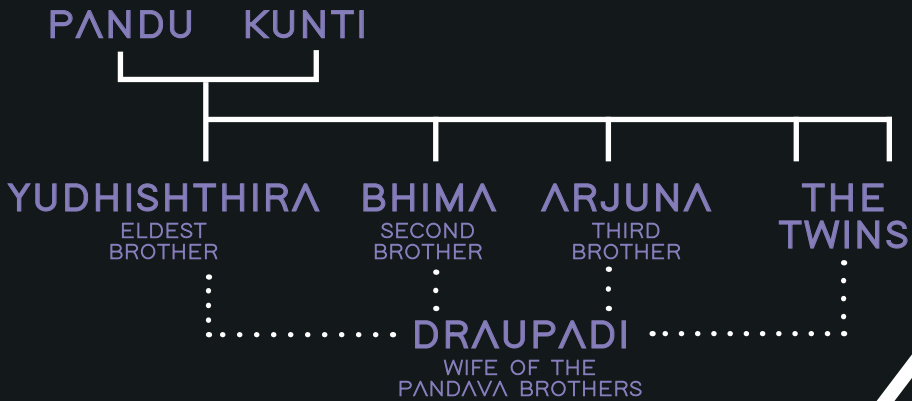 PANDU KUNTI
YUDHISHTHIRA BHIMA ARJUNA THE TWINS
ELDEST BROTHER SECOND BROTHER THIRD BROTHER
DRAUPADI
WIFE OF THE
PANDAVA BROTHERS